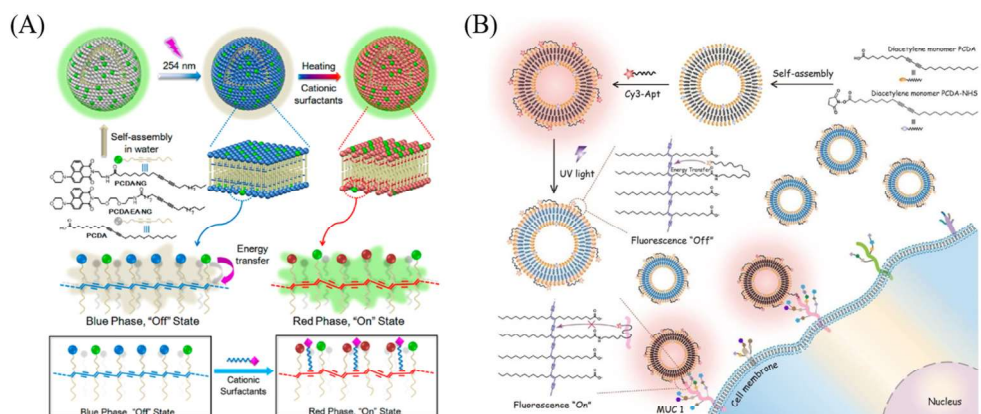 (A)
254 nm
Heating
Cationic
surfactants
Self-assembly
in water
PCDANG
PCDAEANG
PCDA
Energy
transfer
Blue Phase, "Off" State
Red Phase, "On" State
Cationic
Surfactants
Blue Phase, "Off" State
Red Phase, "On" State
(B)
Cy3-Apt
Self-assembly
Diacetylene monomer PCDA
Diacetylene monomer PCDA-NHS
UV light
Energy Transfer
Fluorescence "Off"
Fluorescence "On"
MUC 1
Cell membrane
Nucleus